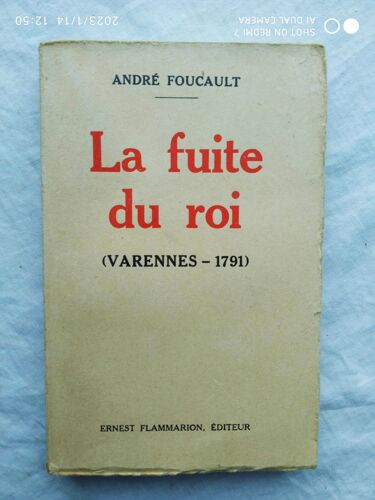 ANDRÉ FOUCAULT
La fuite
du roi
(VARENNES – 1791)
ERNEST FLAMMARION, ÉDITEUR
SHOT ON REDMI 7
AI DUAL CAMERA
2023/1/14 12:50